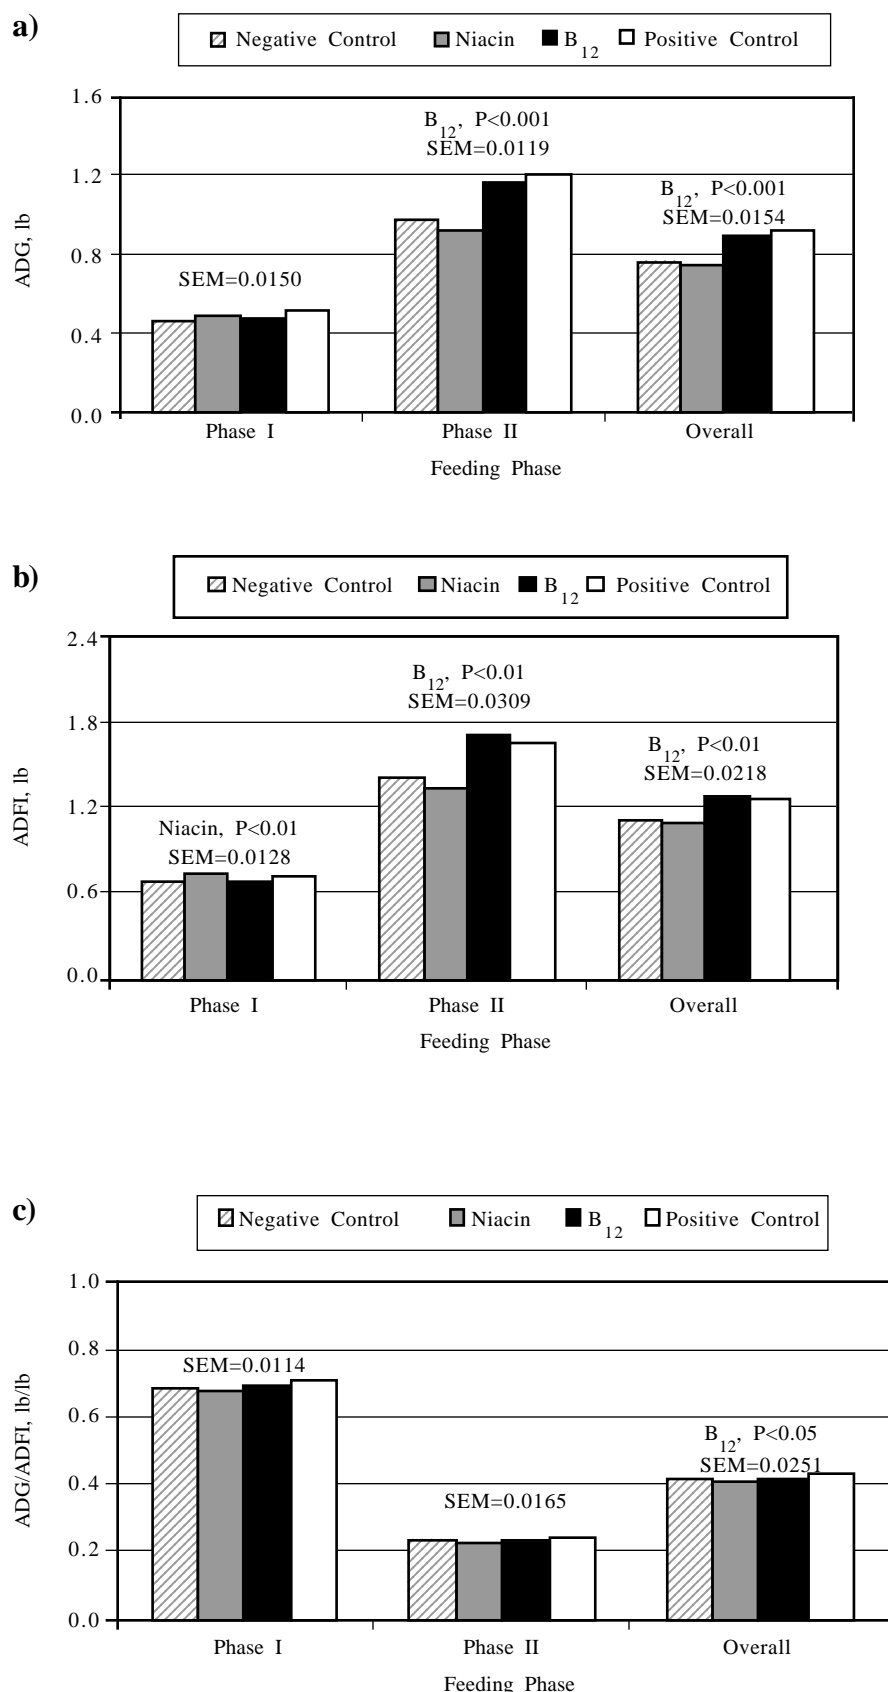 a)
Negative Control Niacin B12 Positive Control
1.6
B12, P<0.001
SEM=0.0119
1.2
B12, P<0.001
SEM=0.0154
ADG, lb
0.8
SEM=0.0150
0.4
0.0
Phase I Phase II Overall
Feeding Phase
b)
Negative Control Niacin B12 Positive Control
2.4
B12, P<0.01
SEM=0.0309
1.8
B12, P<0.01
SEM=0.0218
ADFI, lb
1.2
Niacin, P<0.01
SEM=0.0128
0.6
0.0
Phase I Phase II Overall
Feeding Phase
c)
Negative Control Niacin B12 Positive Control
1.0
0.8
SEM=0.0114
ADG/ADFI, lb/lb
0.6
B12, P<0.05
SEM=0.0251
0.4
SEM=0.0165
0.2
0.0
Phase I Phase II Overall
Feeding Phase